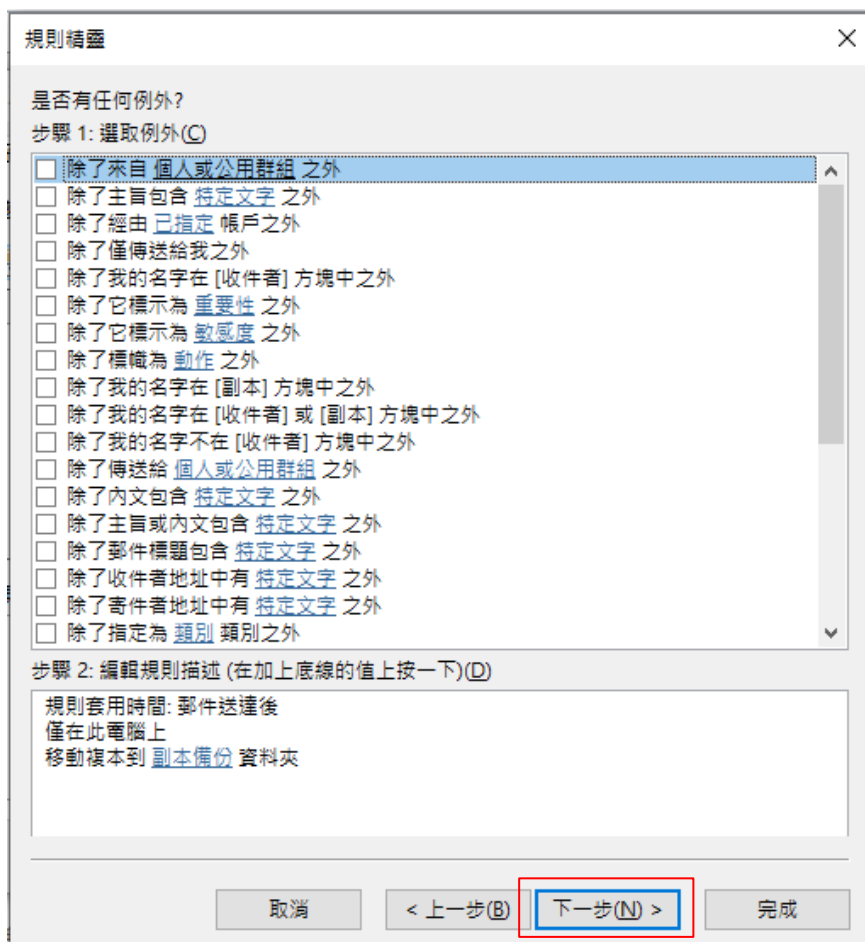 規則精靈
是否有任何例外?
步驟 1: 選取例外(C)
除了來自 個人或公用群組 之外
除了主旨包含 特定文字 之外
除了經由 已指定 帳戶之外
除了僅傳送給我之外
除了我的名字在 [收件者] 方塊中之外
除了它標示為 重要性 之外
除了它標示為 敏感度 之外
除了標幟為 動作 之外
除了我的名字在 [副本] 方塊中之外
除了我的名字在 [收件者] 或 [副本] 方塊中之外
除了我的名字不在 [收件者] 方塊中之外
除了傳送給 個人或公用群組 之外
除了內文包含 特定文字 之外
除了主旨或內文包含 特定文字 之外
除了郵件標題包含 特定文字 之外
除了收件者地址中有 特定文字 之外
除了寄件者地址中有 特定文字 之外
除了指定為 類別 類別之外
步驟 2: 編輯規則描述 (在加上底線的值上按一下)(D)
規則套用時間: 郵件送達後
僅在此電腦上
移動複本到 副本備份 資料夾
取消
< 上一步(B)
下一步(N) >
完成